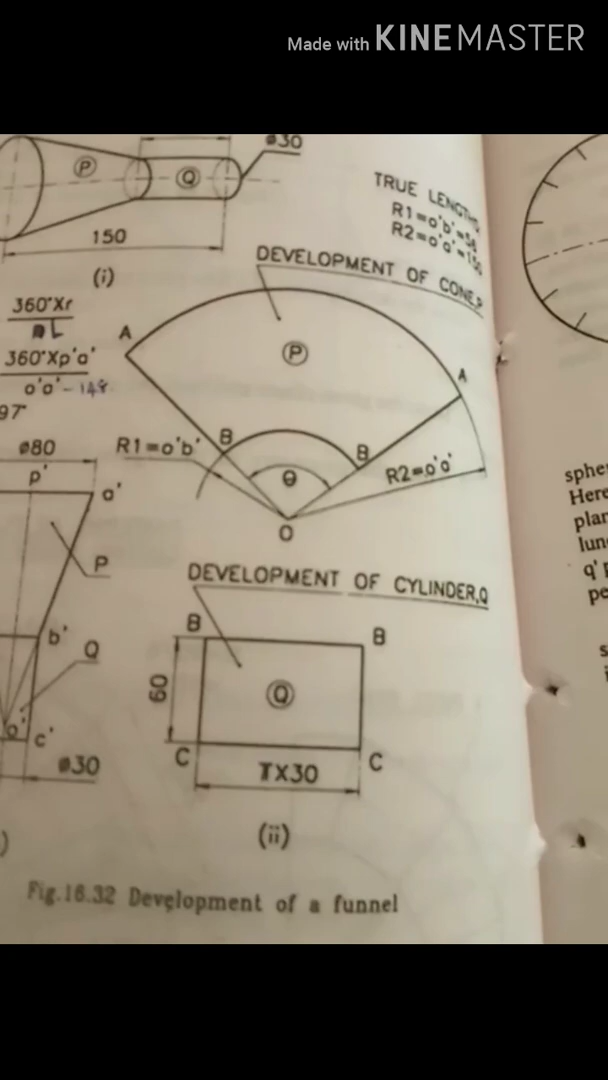 Made with KINEMASTER
ø30
P
Q
150
(i)
TRUE LENGTHS
R1=o'b'=56
R2=o'a'=150
DEVELOPMENT OF CONE,P
360°Xr
L
360°Xp'a'
o'a' - 148
97°
A
P
A
ø80
p'
a'
R1=o'b'
B
B
θ
R2=o'a'
O
P
DEVELOPMENT OF CYLINDER,Q
b'
Q
B
B
60
Q
o'
c'
C
C
ø30
TX30
(ii)
)
Fig.16.32 Development of a funnel
sphe
Here
plan
lun
q' p
pe
s
i